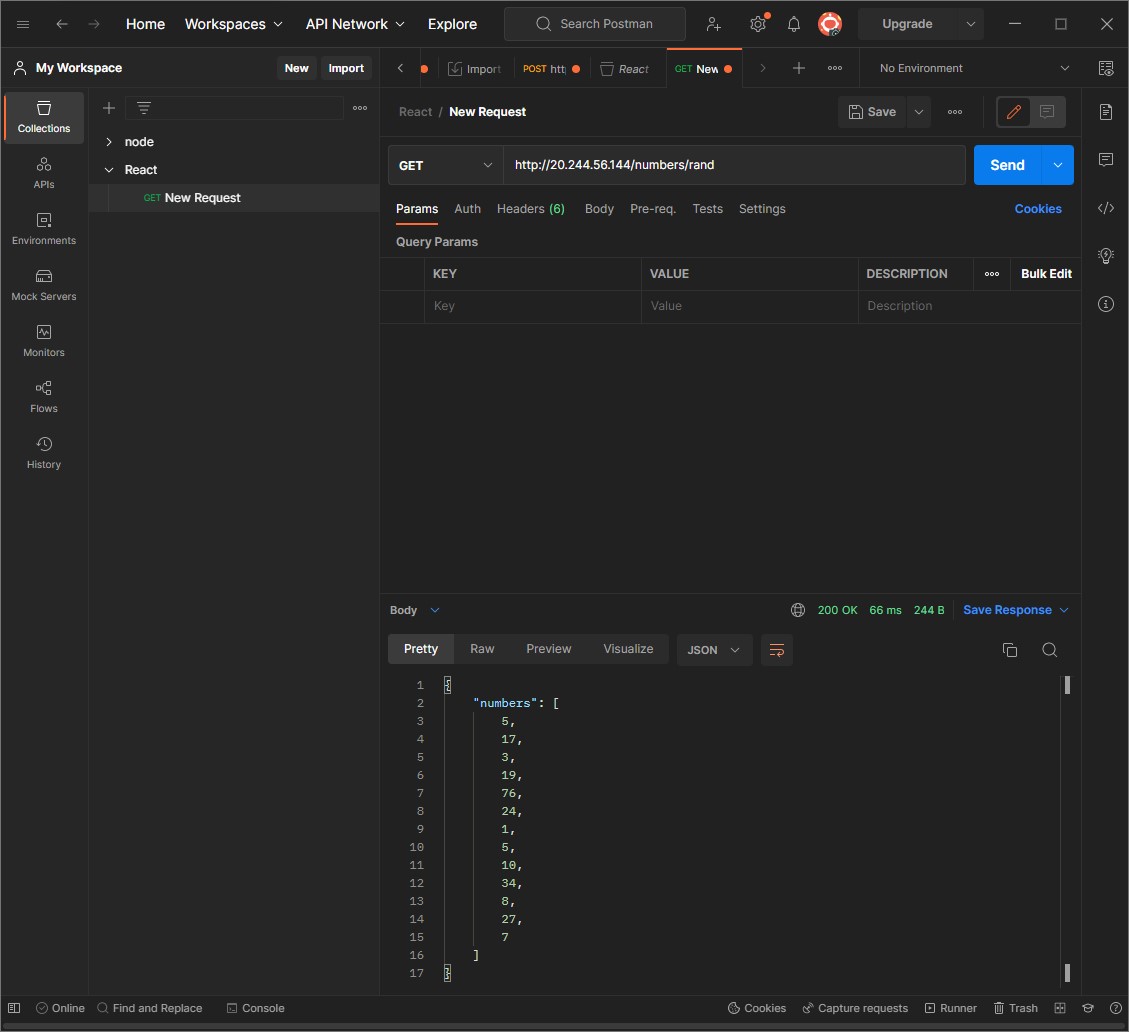 Home Workspaces API Network Explore Search Postman Upgrade
My Workspace New Import
Import POST htt React GET New No Environment
Collections
APIs
Environments
Mock Servers
Monitors
Flows
History
node
React
GET New Request
React / New Request Save
GET http://20.244.56.144/numbers/rand Send
Params Auth Headers (6) Body Pre-req. Tests Settings Cookies
Query Params
KEY VALUE DESCRIPTION Bulk Edit
Key Value Description
Body 200 OK 66 ms 244 B Save Response
Pretty Raw Preview Visualize JSON
1 {
2 "numbers": [
3 5,
4 17,
5 3,
6 19,
7 76,
8 24,
9 1,
10 5,
11 10,
12 34,
13 8,
14 27,
15 7
16 ]
17 }
Online Find and Replace Console Cookies Capture requests Runner Trash